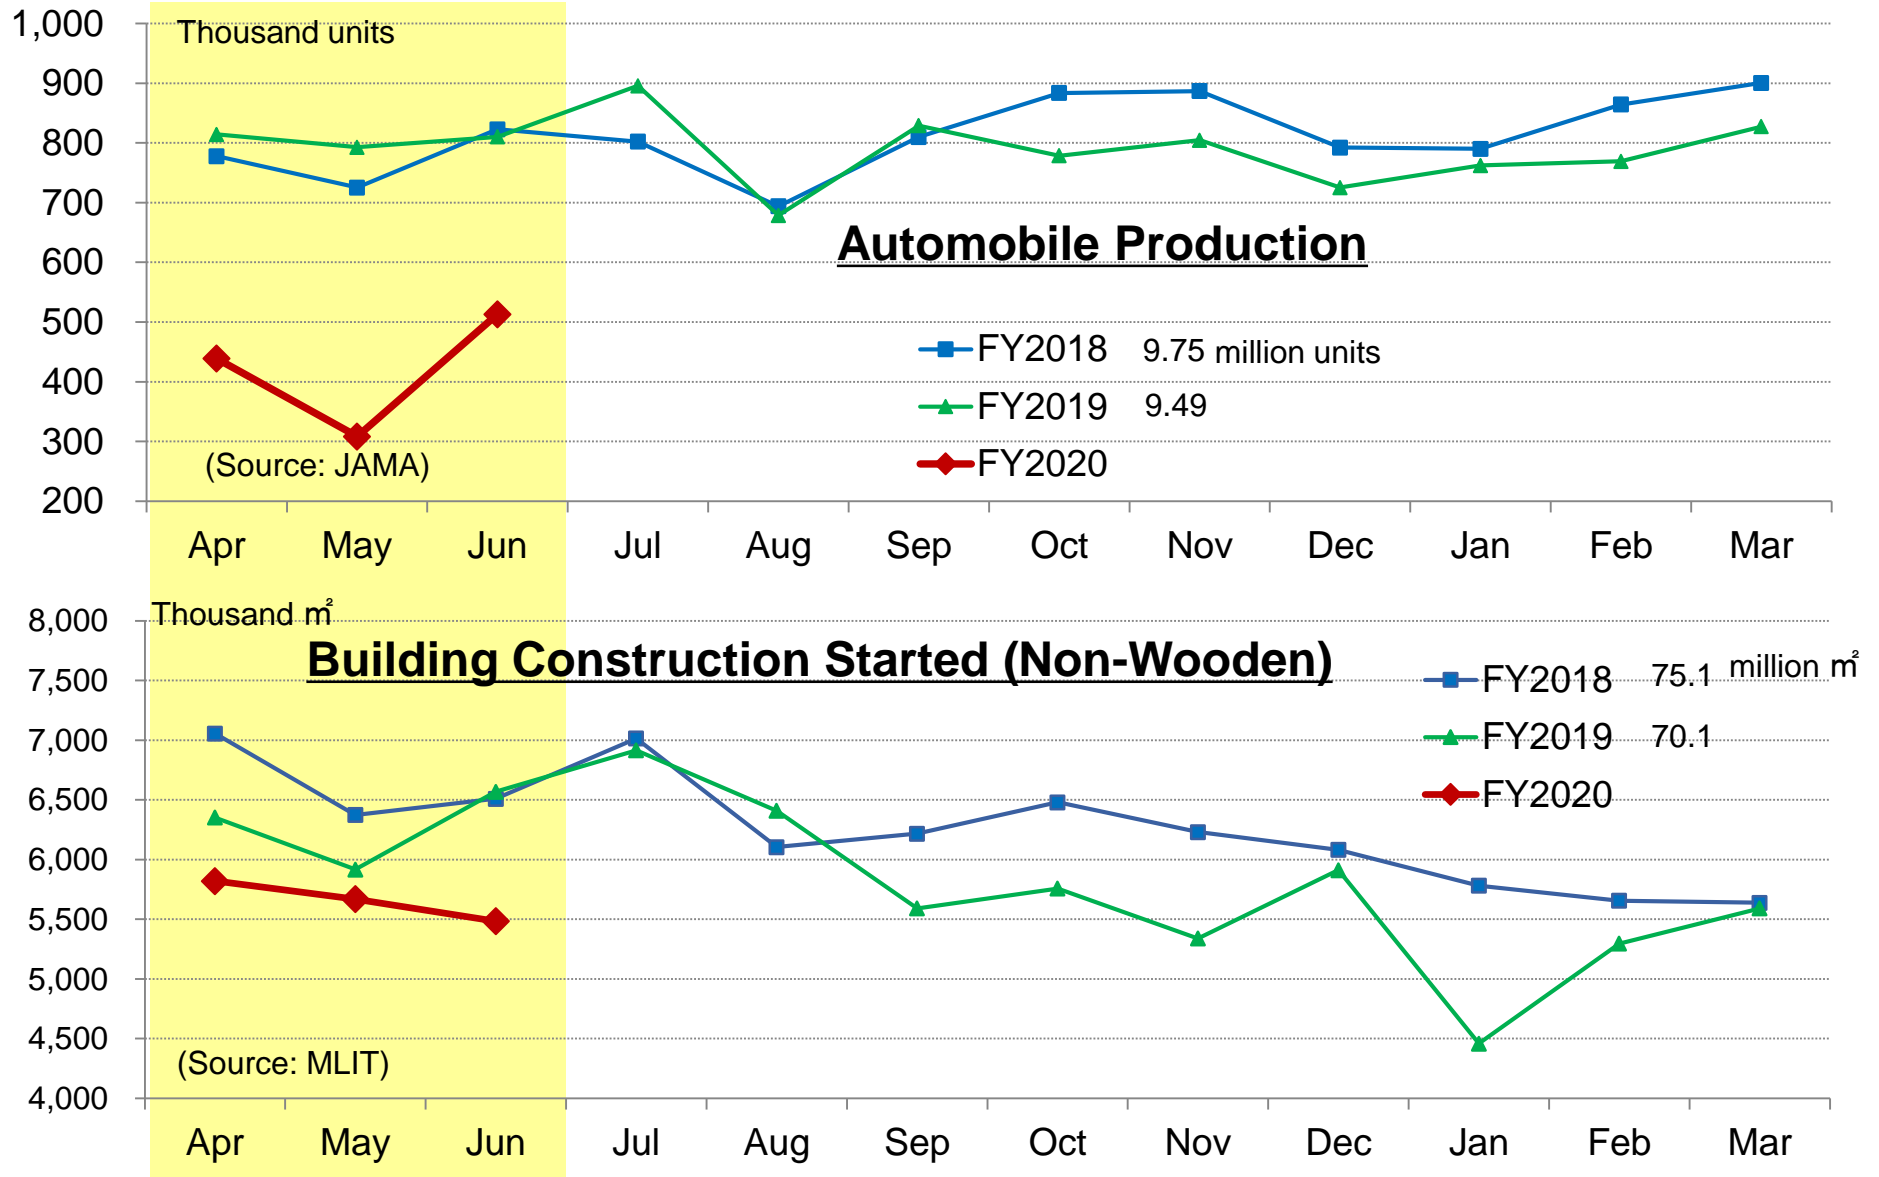 1,000
Thousand units
900
800
700
600
500
400
300
200
Automobile Production
FY2018 9.75 million units
FY2019 9.49
FY2020
(Source: JAMA)
Apr May Jun Jul Aug Sep Oct Nov Dec Jan Feb Mar
Thousand ㎡
8,000
7,500
7,000
6,500
6,000
5,500
5,000
4,500
4,000
Building Construction Started (Non-Wooden)
FY2018 75.1 million ㎡
FY2019 70.1
FY2020
(Source: MLIT)
Apr May Jun Jul Aug Sep Oct Nov Dec Jan Feb Mar